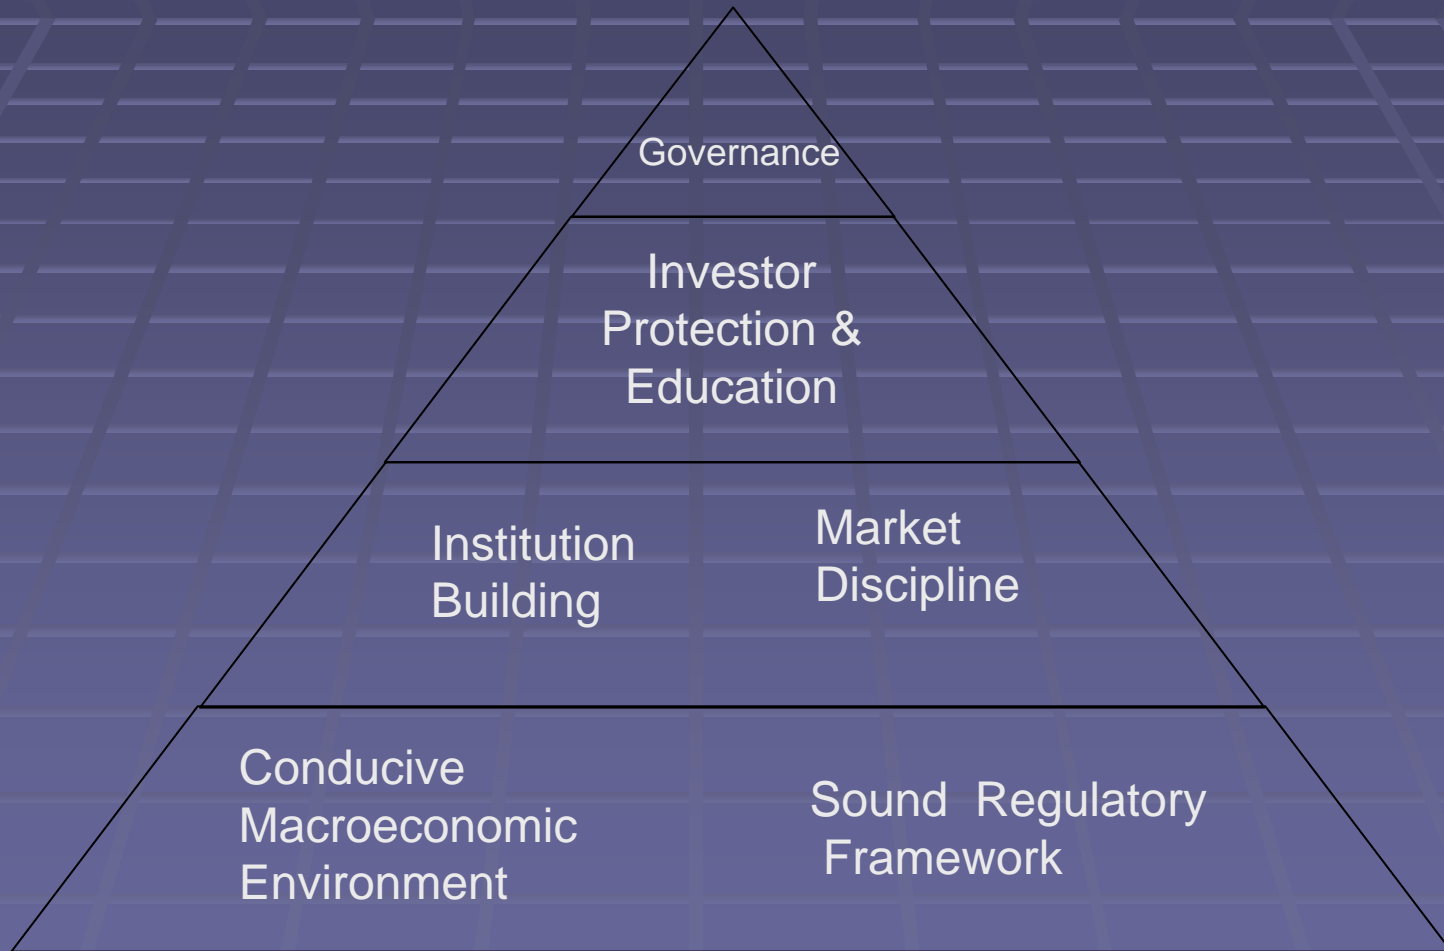 Governance
Investor
Protection &
Education
Institution
Building
Market
Discipline
Conducive
Macroeconomic
Environment
Sound Regulatory
Framework